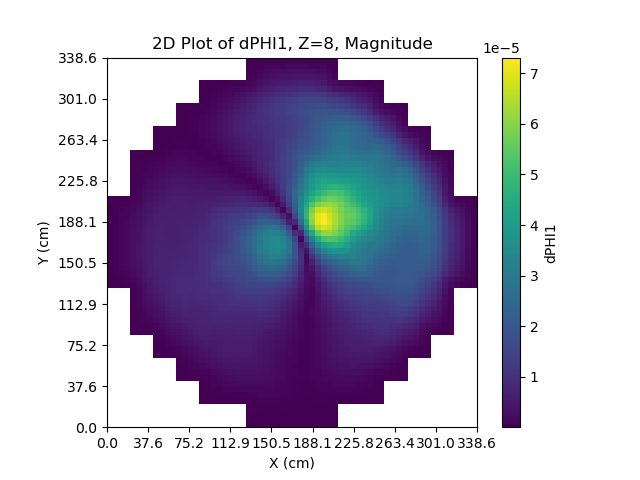 2D Plot of dPHI1, Z=8, Magnitude
1e−5
338.6
301.0
263.4
225.8
188.1
150.5
112.9
75.2
37.6
0.0
Y (cm)
0.0 37.6 75.2 112.9 150.5 188.1 225.8 263.4 301.0 338.6
X (cm)
7
6
5
4
3
2
1
dPHI1